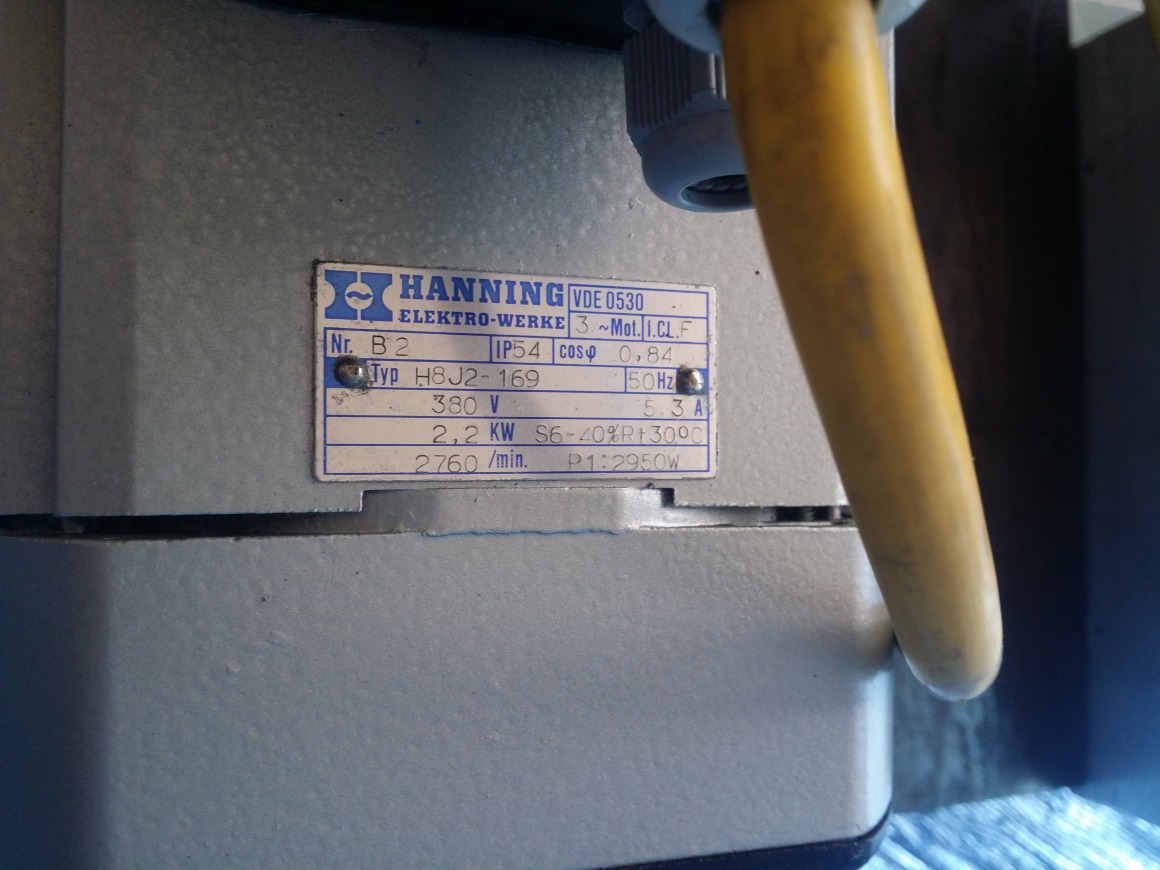 HANNING
ELEKTRO-WERKE
VDE 0530
3 ~Mot. i.CL.F
Nr. B2 IP54 cosφ 0,84
Typ H8J2-169 50Hz
380 V 5.3 A
2,2 KW S6-40%R+30°C
2760 /min. P1:2950W